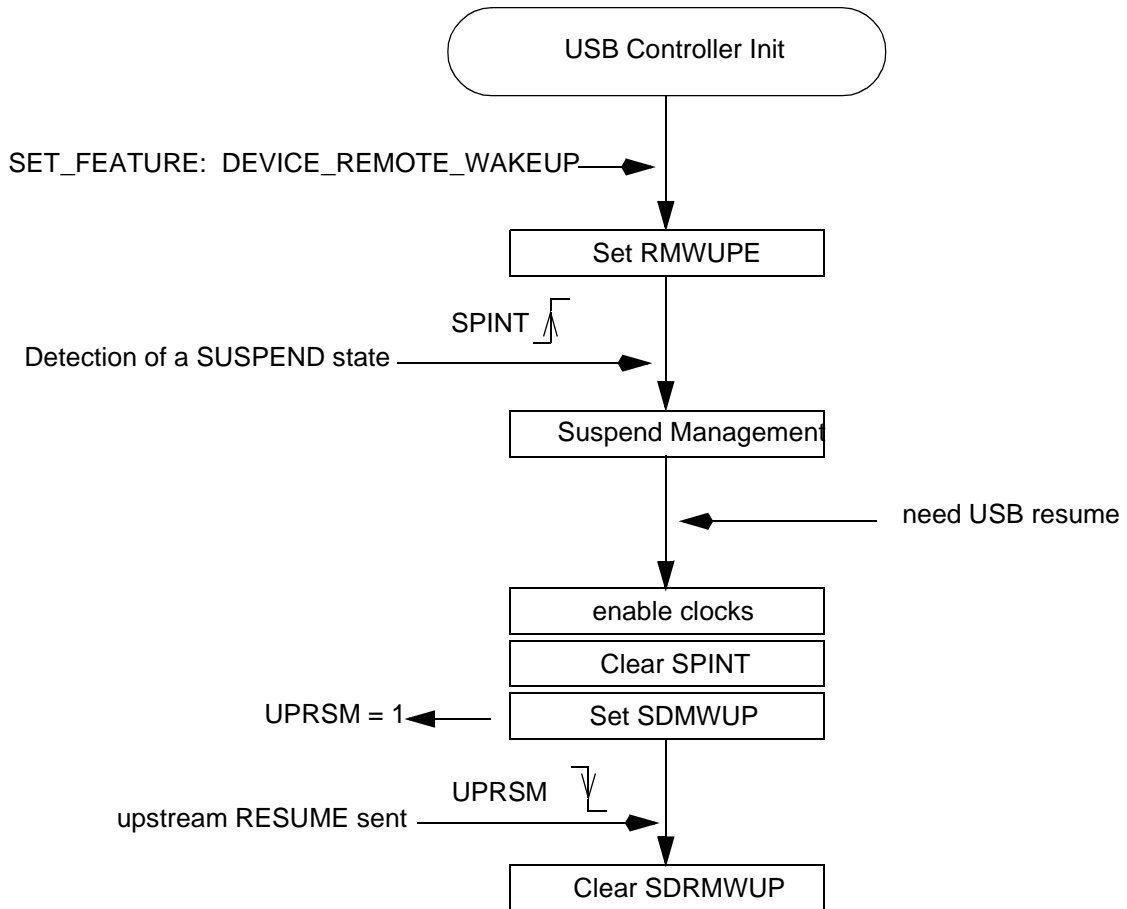 USB Controller Init
SET_FEATURE: DEVICE_REMOTE_WAKEUP
Set RMWUPE
SPINT
Detection of a SUSPEND state
Suspend Management
need USB resume
enable clocks
Clear SPINT
UPRSM = 1
Set SDMWUP
UPRSM
upstream RESUME sent
Clear SDRMWUP